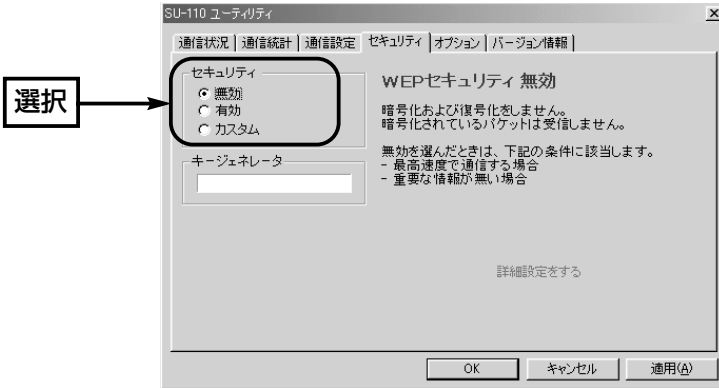 SU-110 ユーティリティ
通信状況 通信統計 通信設定 セキュリティ オプション バージョン情報
選択
セキュリティ
無効
有効
カスタム
キージェネレータ
WEPセキュリティ 無効
暗号化および復号化をしません。
暗号化されているパケットは受信しません。
無効を選んだときは、下記の条件に該当します。
- 最高速度で通信する場合
- 重要な情報が無い場合
詳細設定をする
OK キャンセル 適用(A)